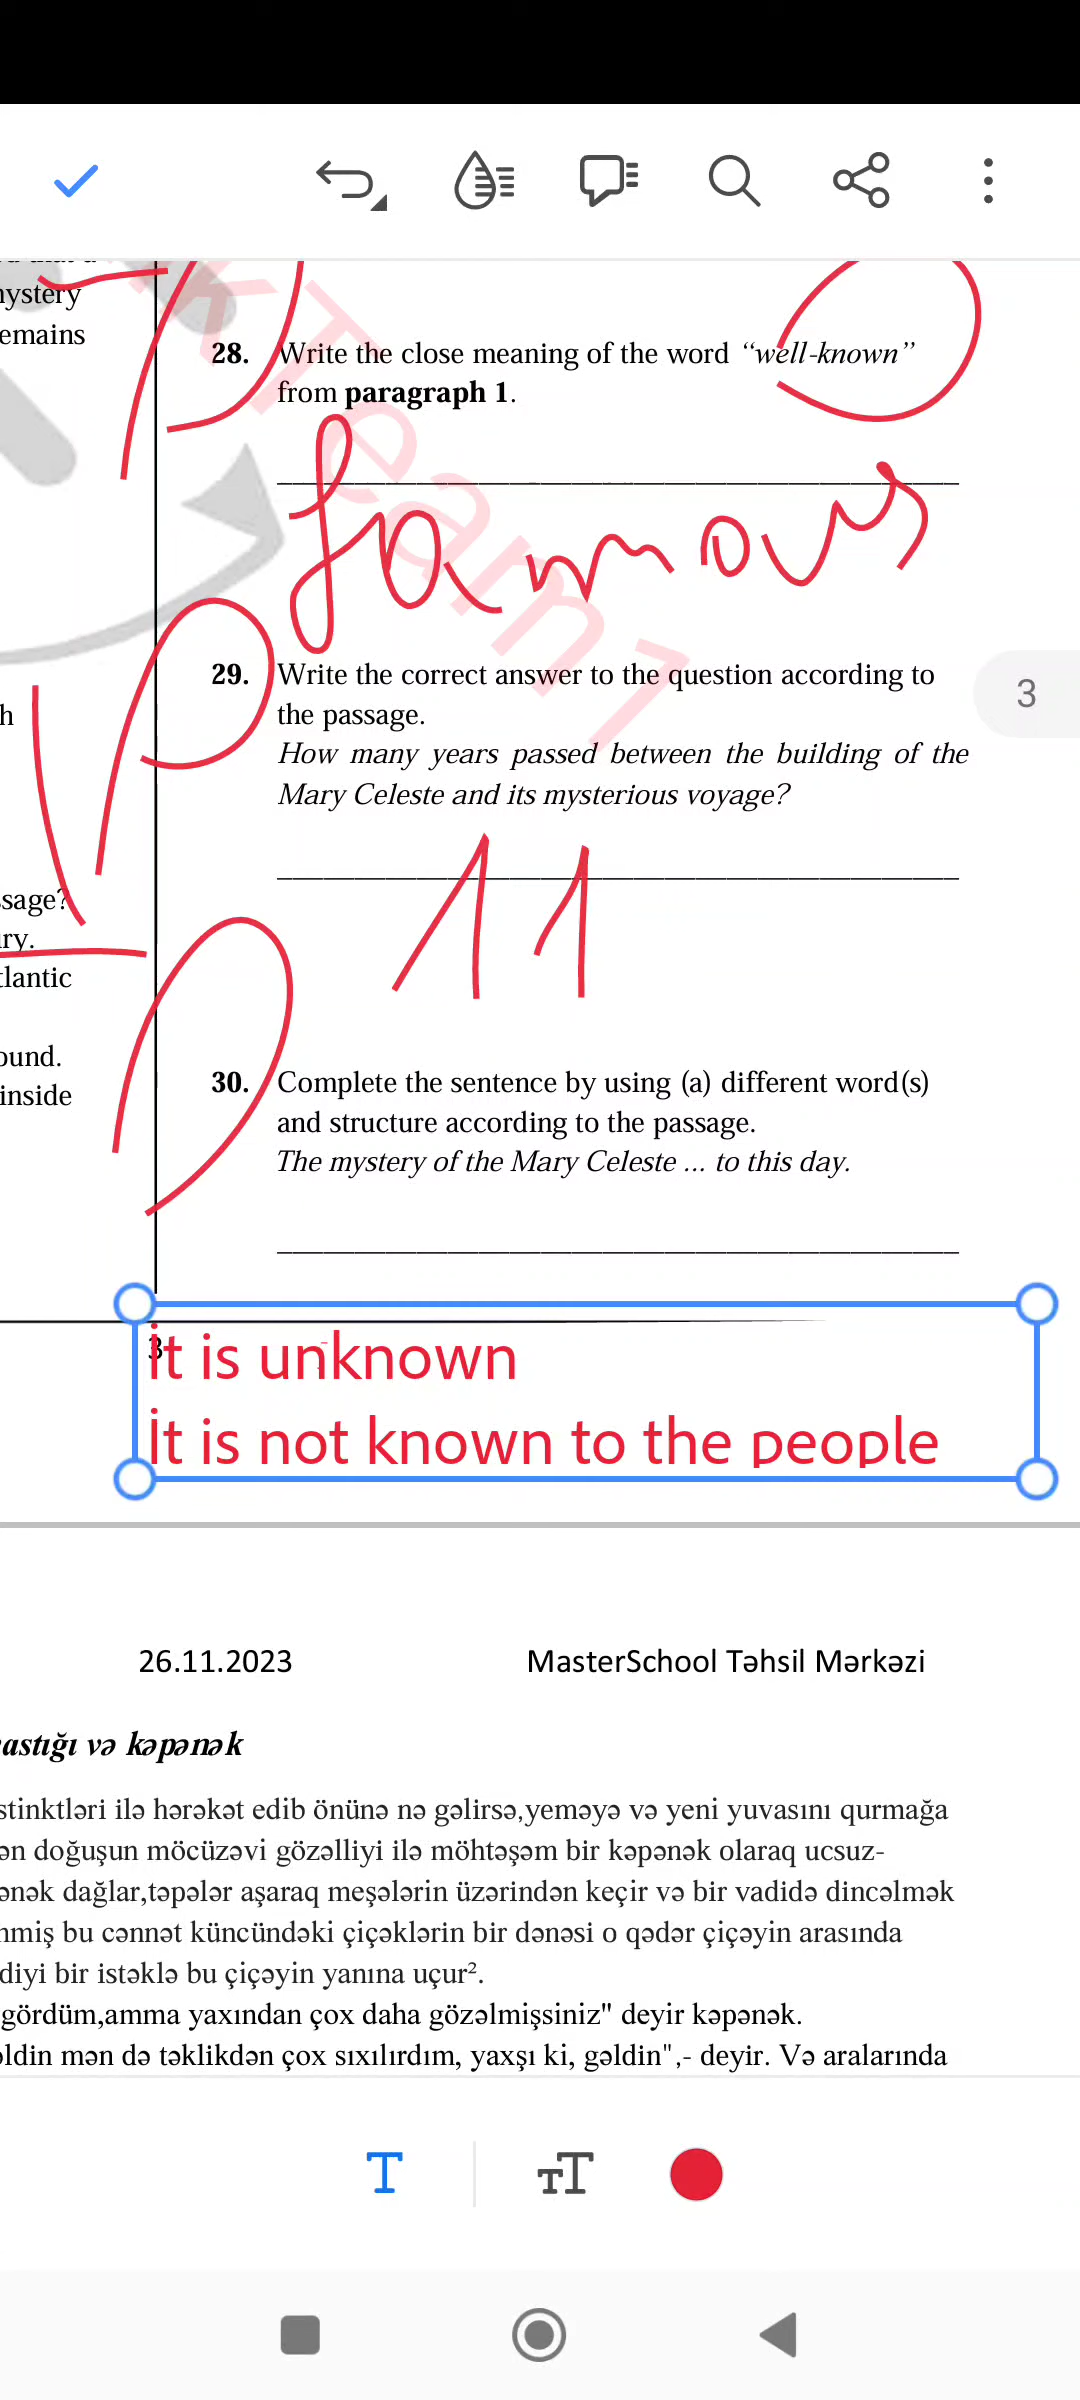 mystery
emains
28. Write the close meaning of the word “well-known”
from paragraph 1.
famous
29. Write the correct answer to the question according to
the passage.
How many years passed between the building of the
Mary Celeste and its mysterious voyage?
3
h
11
ssage?
ry.
tlantic
ound.
inside
30. Complete the sentence by using (a) different word(s)
and structure according to the passage.
The mystery of the Mary Celeste ... to this day.
3
İt is unknown
İt is not known to the people
kTeam1
26.11.2023 MasterSchool Təhsil Mərkəzi
astığı və kəpənək
stinktləri ilə hərəkət edib önünə nə gəlirsə,yeməyə və yeni yuvasını qurmağa
ən doğuşun möcüzəvi gözəlliyi ilə möhtəşəm bir kəpənək olaraq ucsuz-
ənək dağlar,təpələr aşaraq meşələrin üzərindən keçir və bir vadidə dincəlmək
nmiş bu cənnət küncündəki çiçəklərin bir dənəsi o qədər çiçəyin arasında
diyi bir istəklə bu çiçəyin yanına uçur².
gördüm,amma yaxından çox daha gözəlmişsiniz" deyir kəpənək.
əldin mən də təklikdən çox sıxılırdım, yaxşı ki, gəldin",- deyir. Və aralarında
T TT